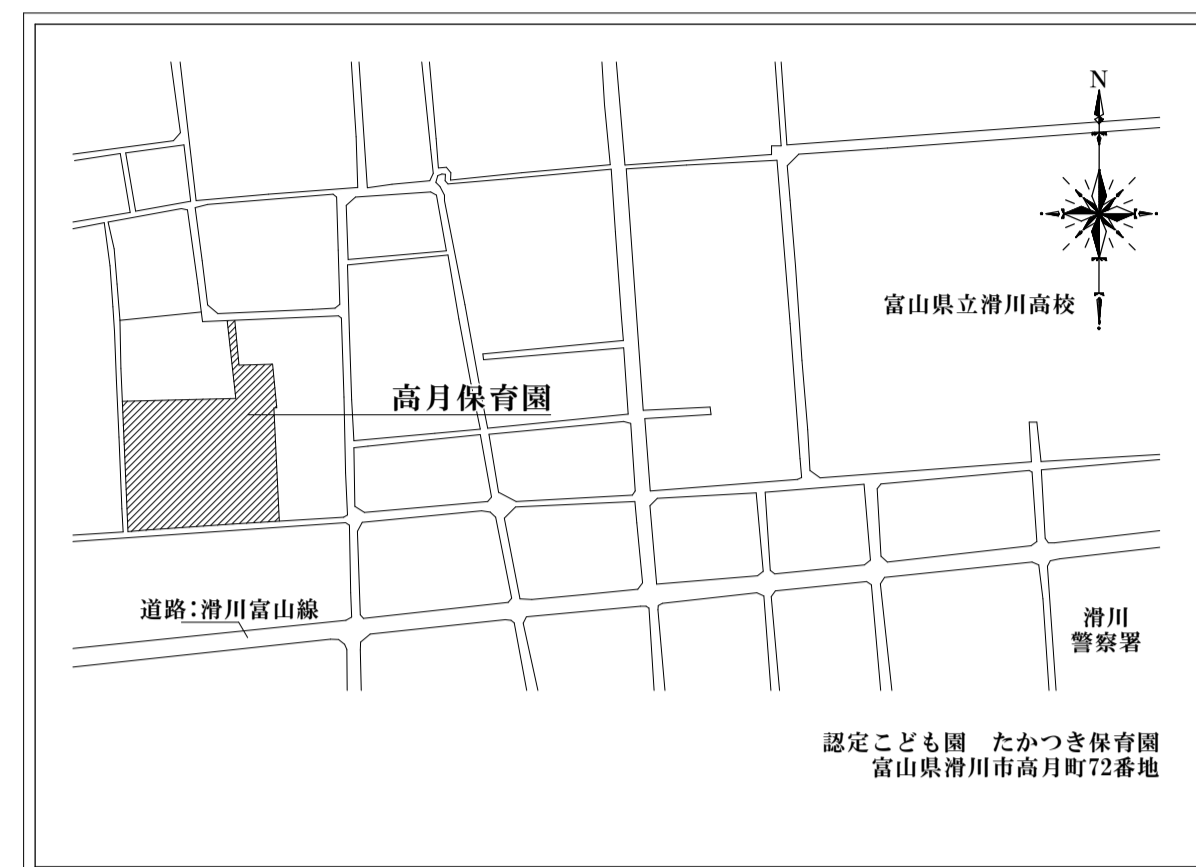 N
富山県立滑川高校
高月保育園
道路:滑川富山線
滑川
警察署
認定こども園　たかつき保育園
富山県滑川市高月町72番地